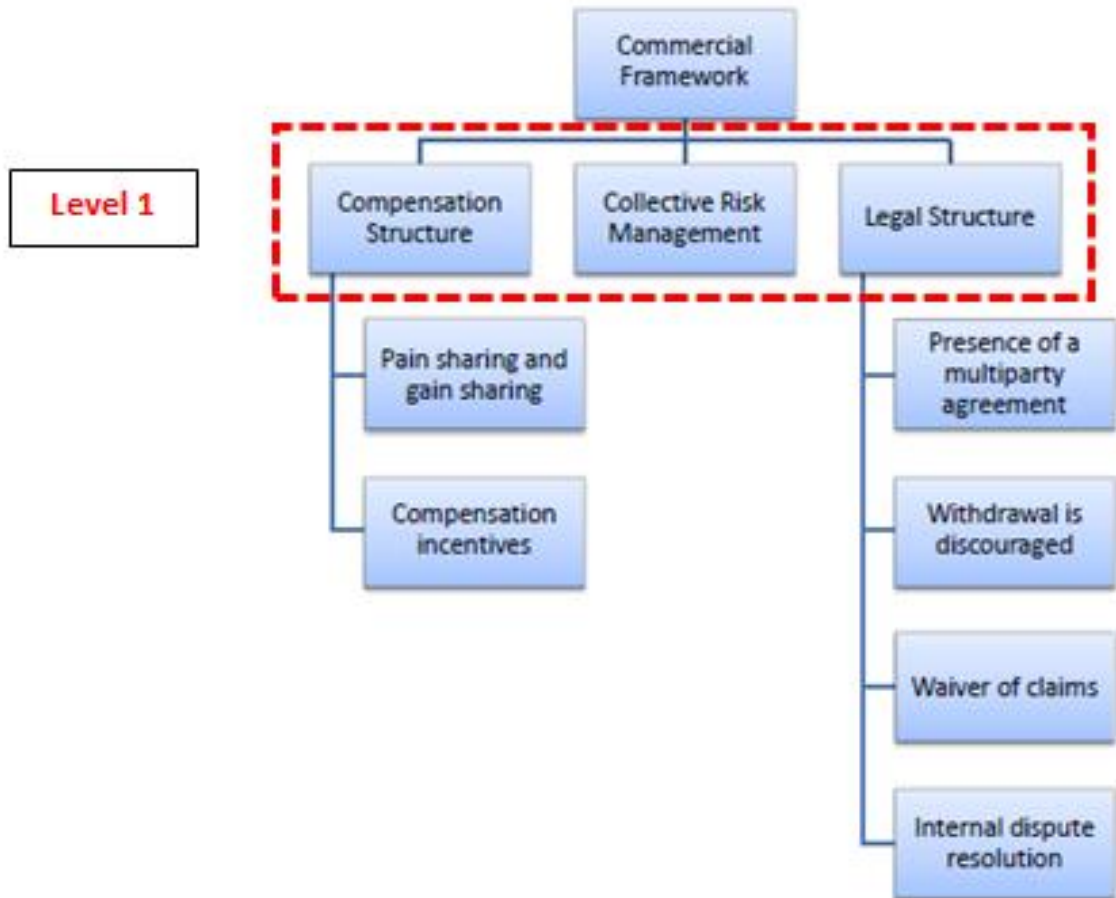 Commercial
Framework
Level 1
Compensation
Structure
Collective Risk
Management
Legal Structure
Pain sharing and
gain sharing
Compensation
incentives
Presence of a
multiparty
agreement
Withdrawal is
discouraged
Waiver of claims
Internal dispute
resolution